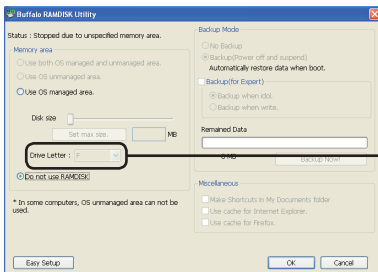 Buffalo RAMDISK Utility
Status : Stopped due to unspecified memory area.
Memory area
Use both OS managed and unmanaged area.
Use OS unmanaged area.
Use OS managed area.
Disk size
Set max size.
MB
Drive Letter : F
Do not use RAMDISK
* In some computers, OS unmanaged area can not be
used.
Easy Setup
Backup Mode
No Backup
Backup(Power off and suspend)
Automatically restore data when boot.
Backup(for Expert)
Backup when idol.
Backup when write.
Remained Data
0 MB
Backup Now!
Miscellaneous
Make Shortcuts in My Documents folder
Use cache for Internet Explorer.
Use cache for Firefox.
OK
Cancel